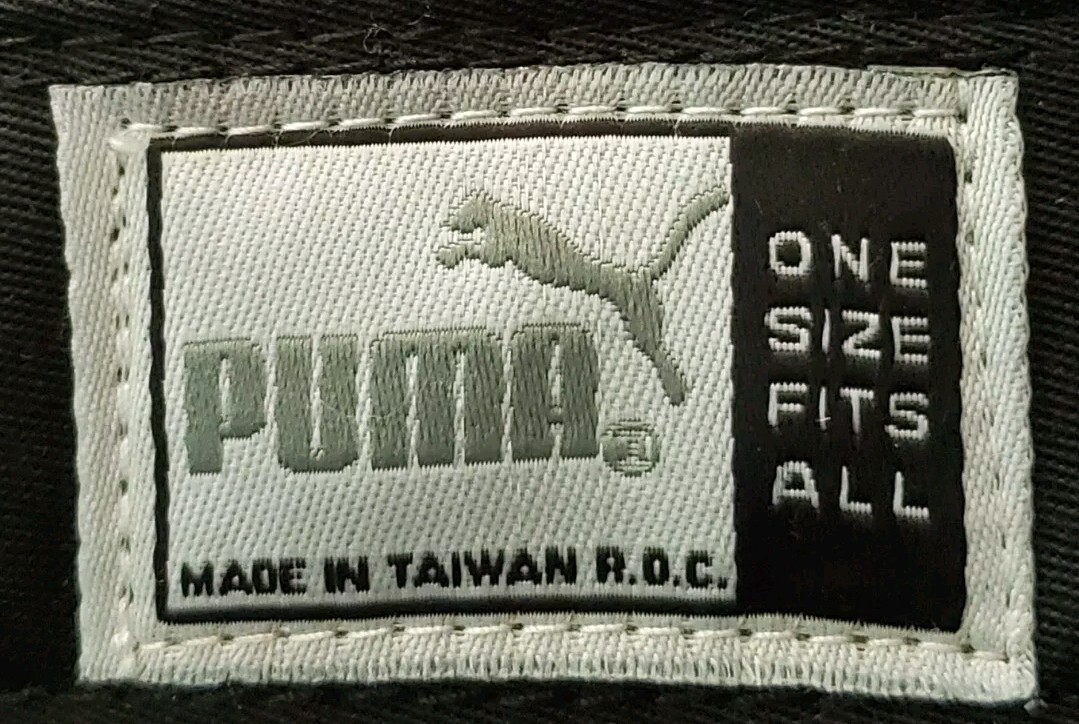 PUMA®
MADE IN TAIWAN R.O.C.
ONE
SIZE
FITS
ALL